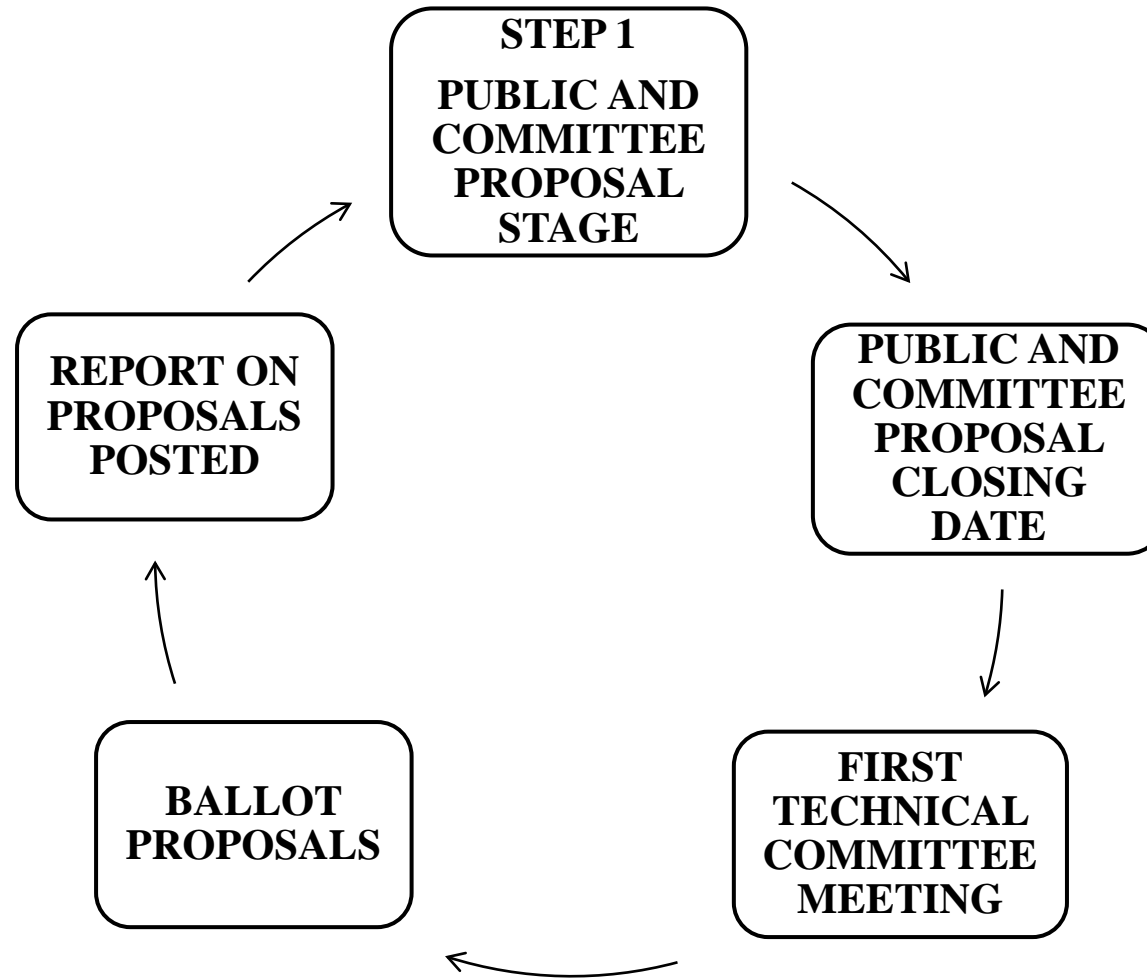 STEP 1
PUBLIC AND
COMMITTEE
PROPOSAL
STAGE
PUBLIC AND
COMMITTEE
PROPOSAL
CLOSING
DATE
FIRST
TECHNICAL
COMMITTEE
MEETING
BALLOT
PROPOSALS
REPORT ON
PROPOSALS
POSTED